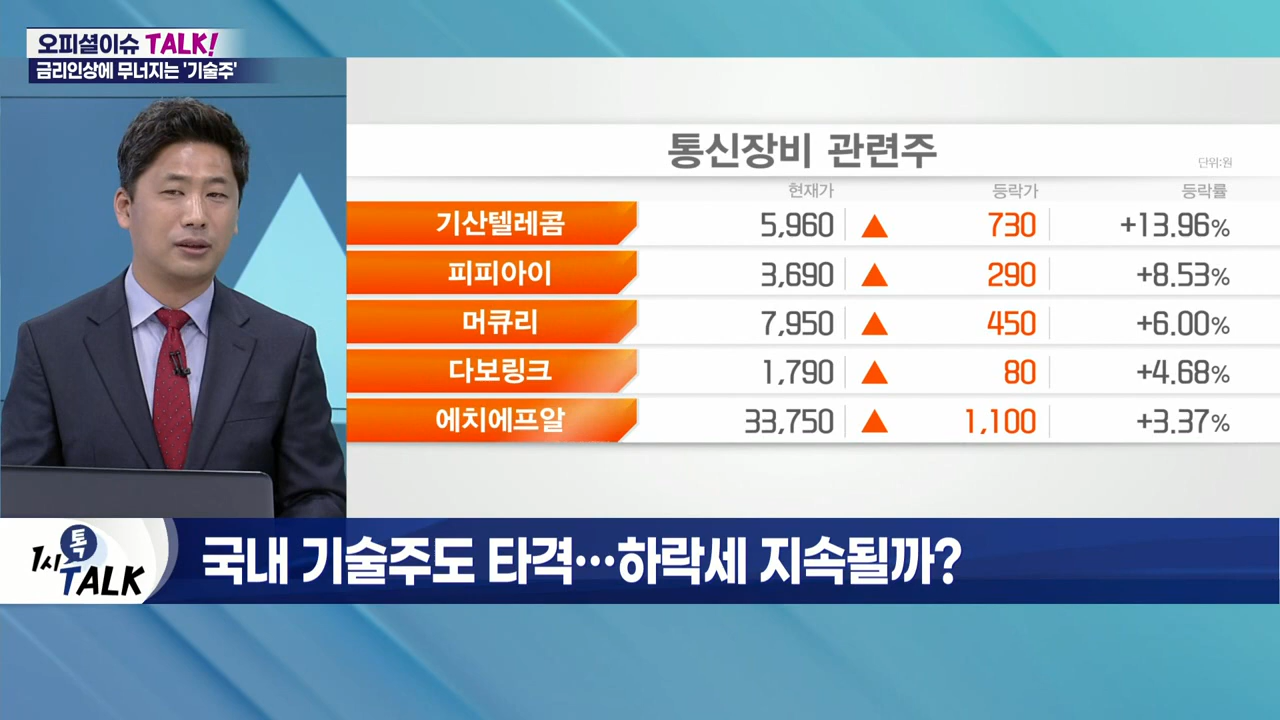 오피셜이슈 TALK!
금리인상에 무너지는 '기술주'
통신장비 관련주
단위:원
현재가 등락가 등락률
기산텔레콤 5,960 ▲ 730 +13.96%
피피아이 3,690 ▲ 290 +8.53%
머큐리 7,950 ▲ 450 +6.00%
다보링크 1,790 ▲ 80 +4.68%
에치에프알 33,750 ▲ 1,100 +3.37%
1시 톡 TALK
국내 기술주도 타격…하락세 지속될까?